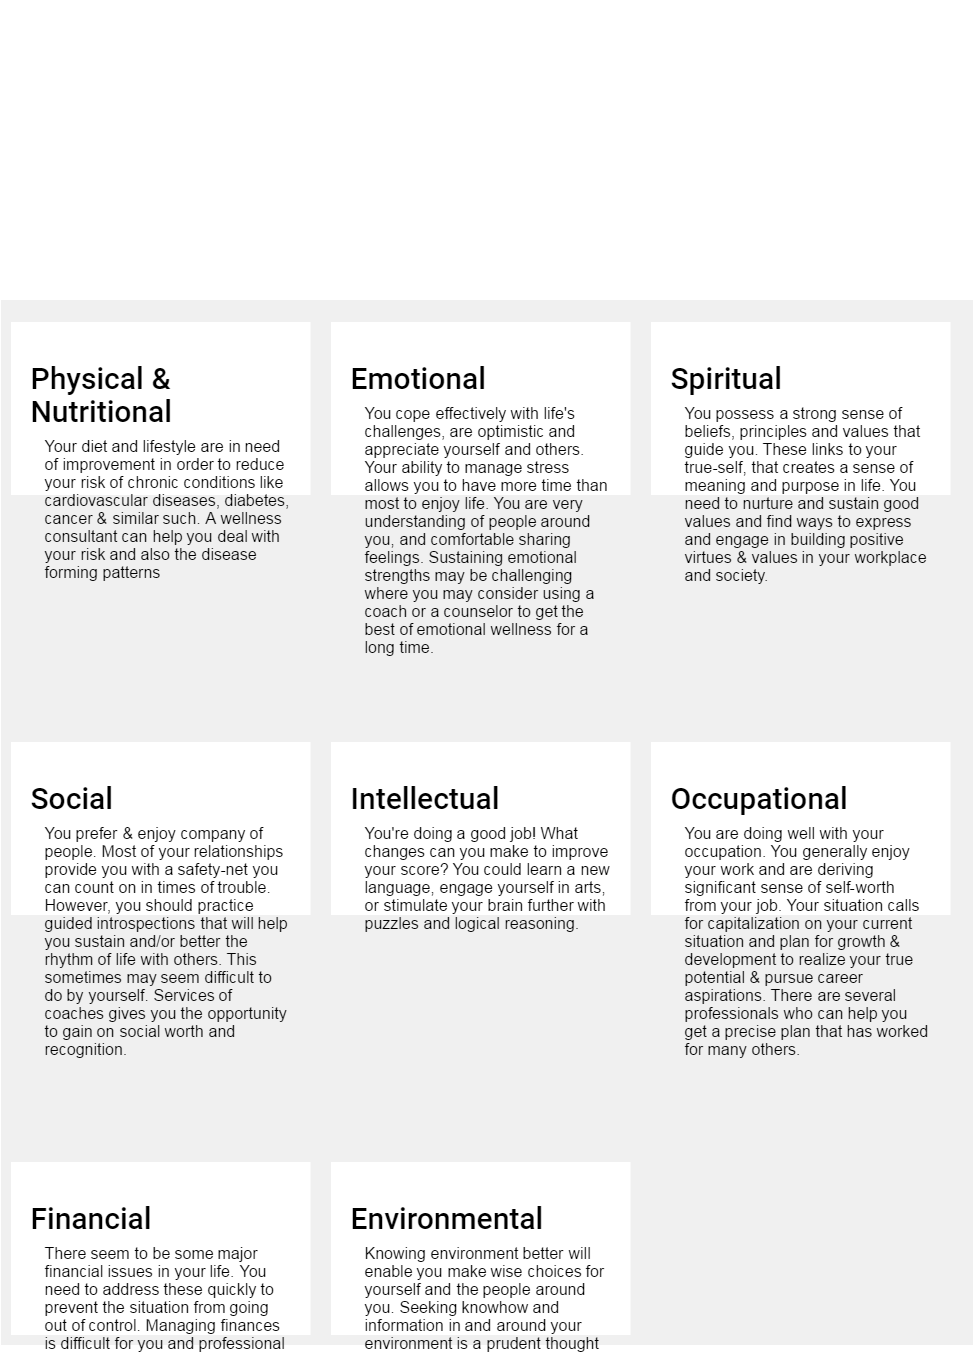 Physical &
Nutritional
Your diet and lifestyle are in need
of improvement in order to reduce
your risk of chronic conditions like
cardiovascular diseases, diabetes,
cancer & similar such. A wellness
consultant can help you deal with
your risk and also the disease
forming patterns
Emotional
You cope effectively with life's
challenges, are optimistic and
appreciate yourself and others.
Your ability to manage stress
allows you to have more time than
most to enjoy life. You are very
understanding of people around
you, and comfortable sharing
feelings. Sustaining emotional
strengths may be challenging
where you may consider using a
coach or a counselor to get the
best of emotional wellness for a
long time.
Spiritual
You possess a strong sense of
beliefs, principles and values that
guide you. These links to your
true-self, that creates a sense of
meaning and purpose in life. You
need to nurture and sustain good
values and find ways to express
and engage in building positive
virtues & values in your workplace
and society.
Social
You prefer & enjoy company of
people. Most of your relationships
provide you with a safety-net you
can count on in times of trouble.
However, you should practice
guided introspections that will help
you sustain and/or better the
rhythm of life with others. This
sometimes may seem difficult to
do by yourself. Services of
coaches gives you the opportunity
to gain on social worth and
recognition.
Intellectual
You're doing a good job! What
changes can you make to improve
your score? You could learn a new
language, engage yourself in arts,
or stimulate your brain further with
puzzles and logical reasoning.
Occupational
You are doing well with your
occupation. You generally enjoy
your work and are deriving
significant sense of self-worth
from your job. Your situation calls
for capitalization on your current
situation and plan for growth &
development to realize your true
potential & pursue career
aspirations. There are several
professionals who can help you
get a precise plan that has worked
for many others.
Financial
There seem to be some major
financial issues in your life. You
need to address these quickly to
prevent the situation from going
out of control. Managing finances
is difficult for you and professional
Environmental
Knowing environment better will
enable you make wise choices for
yourself and the people around
you. Seeking knowhow and
information in and around your
environment is a prudent thought